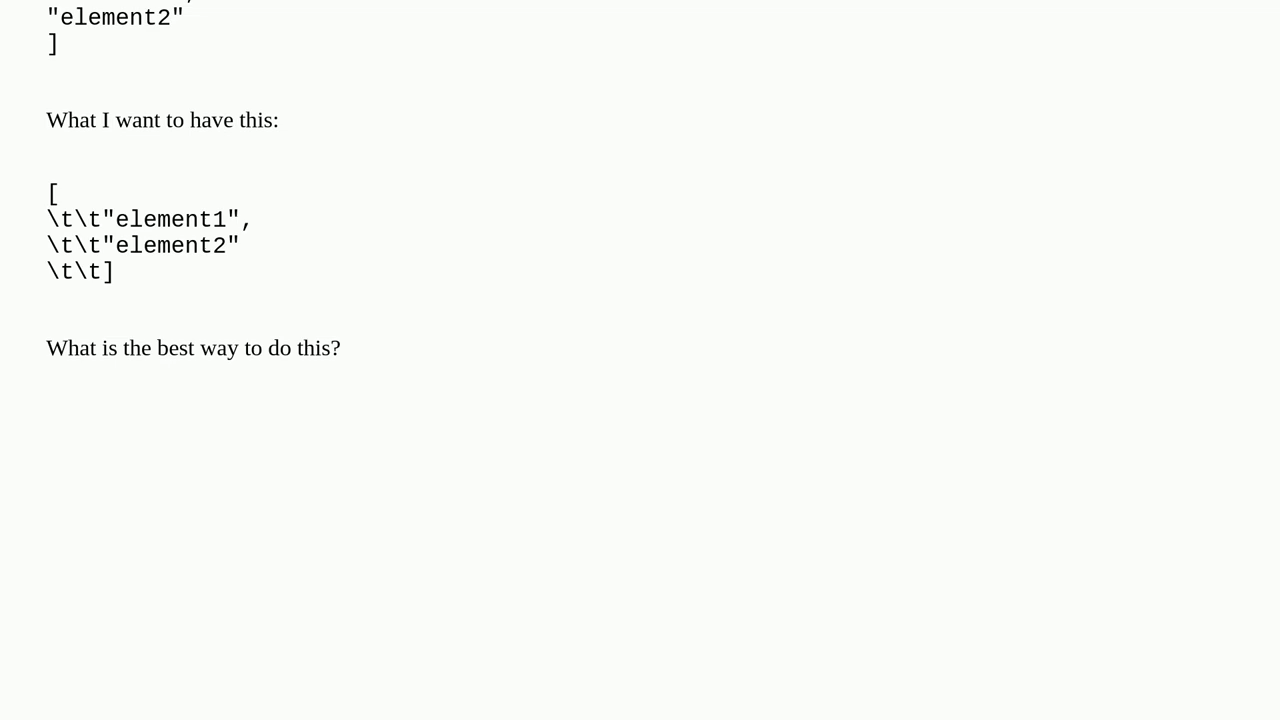 "element2"
]
What I want to have this:
[
\t\t"element1",
\t\t"element2"
\t\t]
What is the best way to do this?